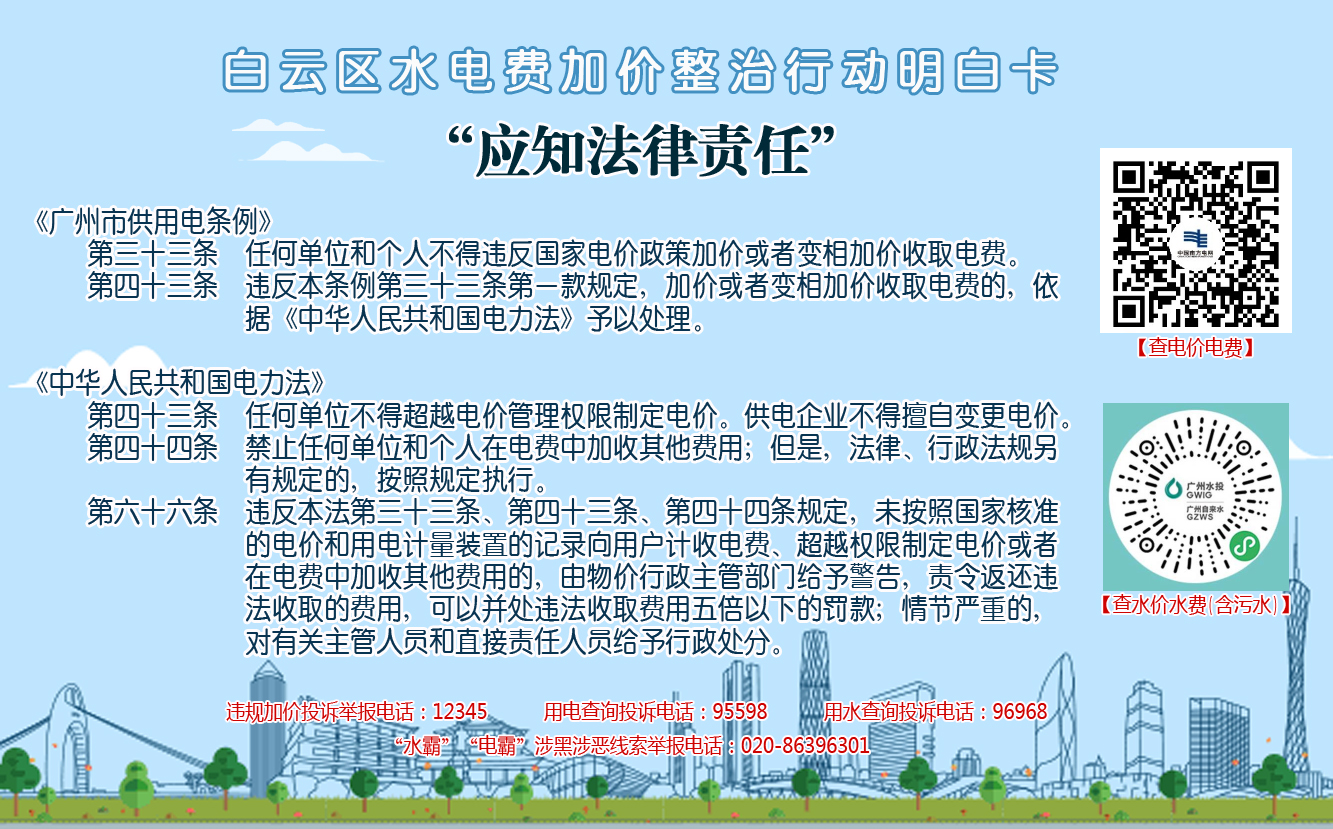 白云区水电费加价整治行动明白卡
“应知法律责任”
《广州市供用电条例》
第三十三条 任何单位和个人不得违反国家电价政策加价或者变相加价收取电费。
第四十三条 违反本条例第三十三条第一款规定，加价或者变相加价收取电费的，依
据《中华人民共和国电力法》予以处理。
《中华人民共和国电力法》
第四十三条 任何单位不得超越电价管理权限制定电价。供电企业不得擅自变更电价。
第四十四条 禁止任何单位和个人在电费中加收其他费用；但是，法律、行政法规另
有规定的，按照规定执行。
第六十六条 违反本法第三十三条、第四十三条、第四十四条规定，未按照国家核准
的电价和用电计量装置的记录向用户计收电费、超越权限制定电价或者
在电费中加收其他费用的，由物价行政主管部门给予警告，责令返还违
法收取的费用，可以并处违法收取费用五倍以下的罚款；情节严重的，
对有关主管人员和直接责任人员给予行政处分。
中国南方电网
【查电价电费】
广州水投
GWIG
广州自来水
GZWS
【查水价水费(含污水)】
违规加价投诉举报电话：12345 用电查询投诉电话：95598 用水查询投诉电话：96968
“水霸”“电霸”涉黑涉恶线索举报电话：020-86396301